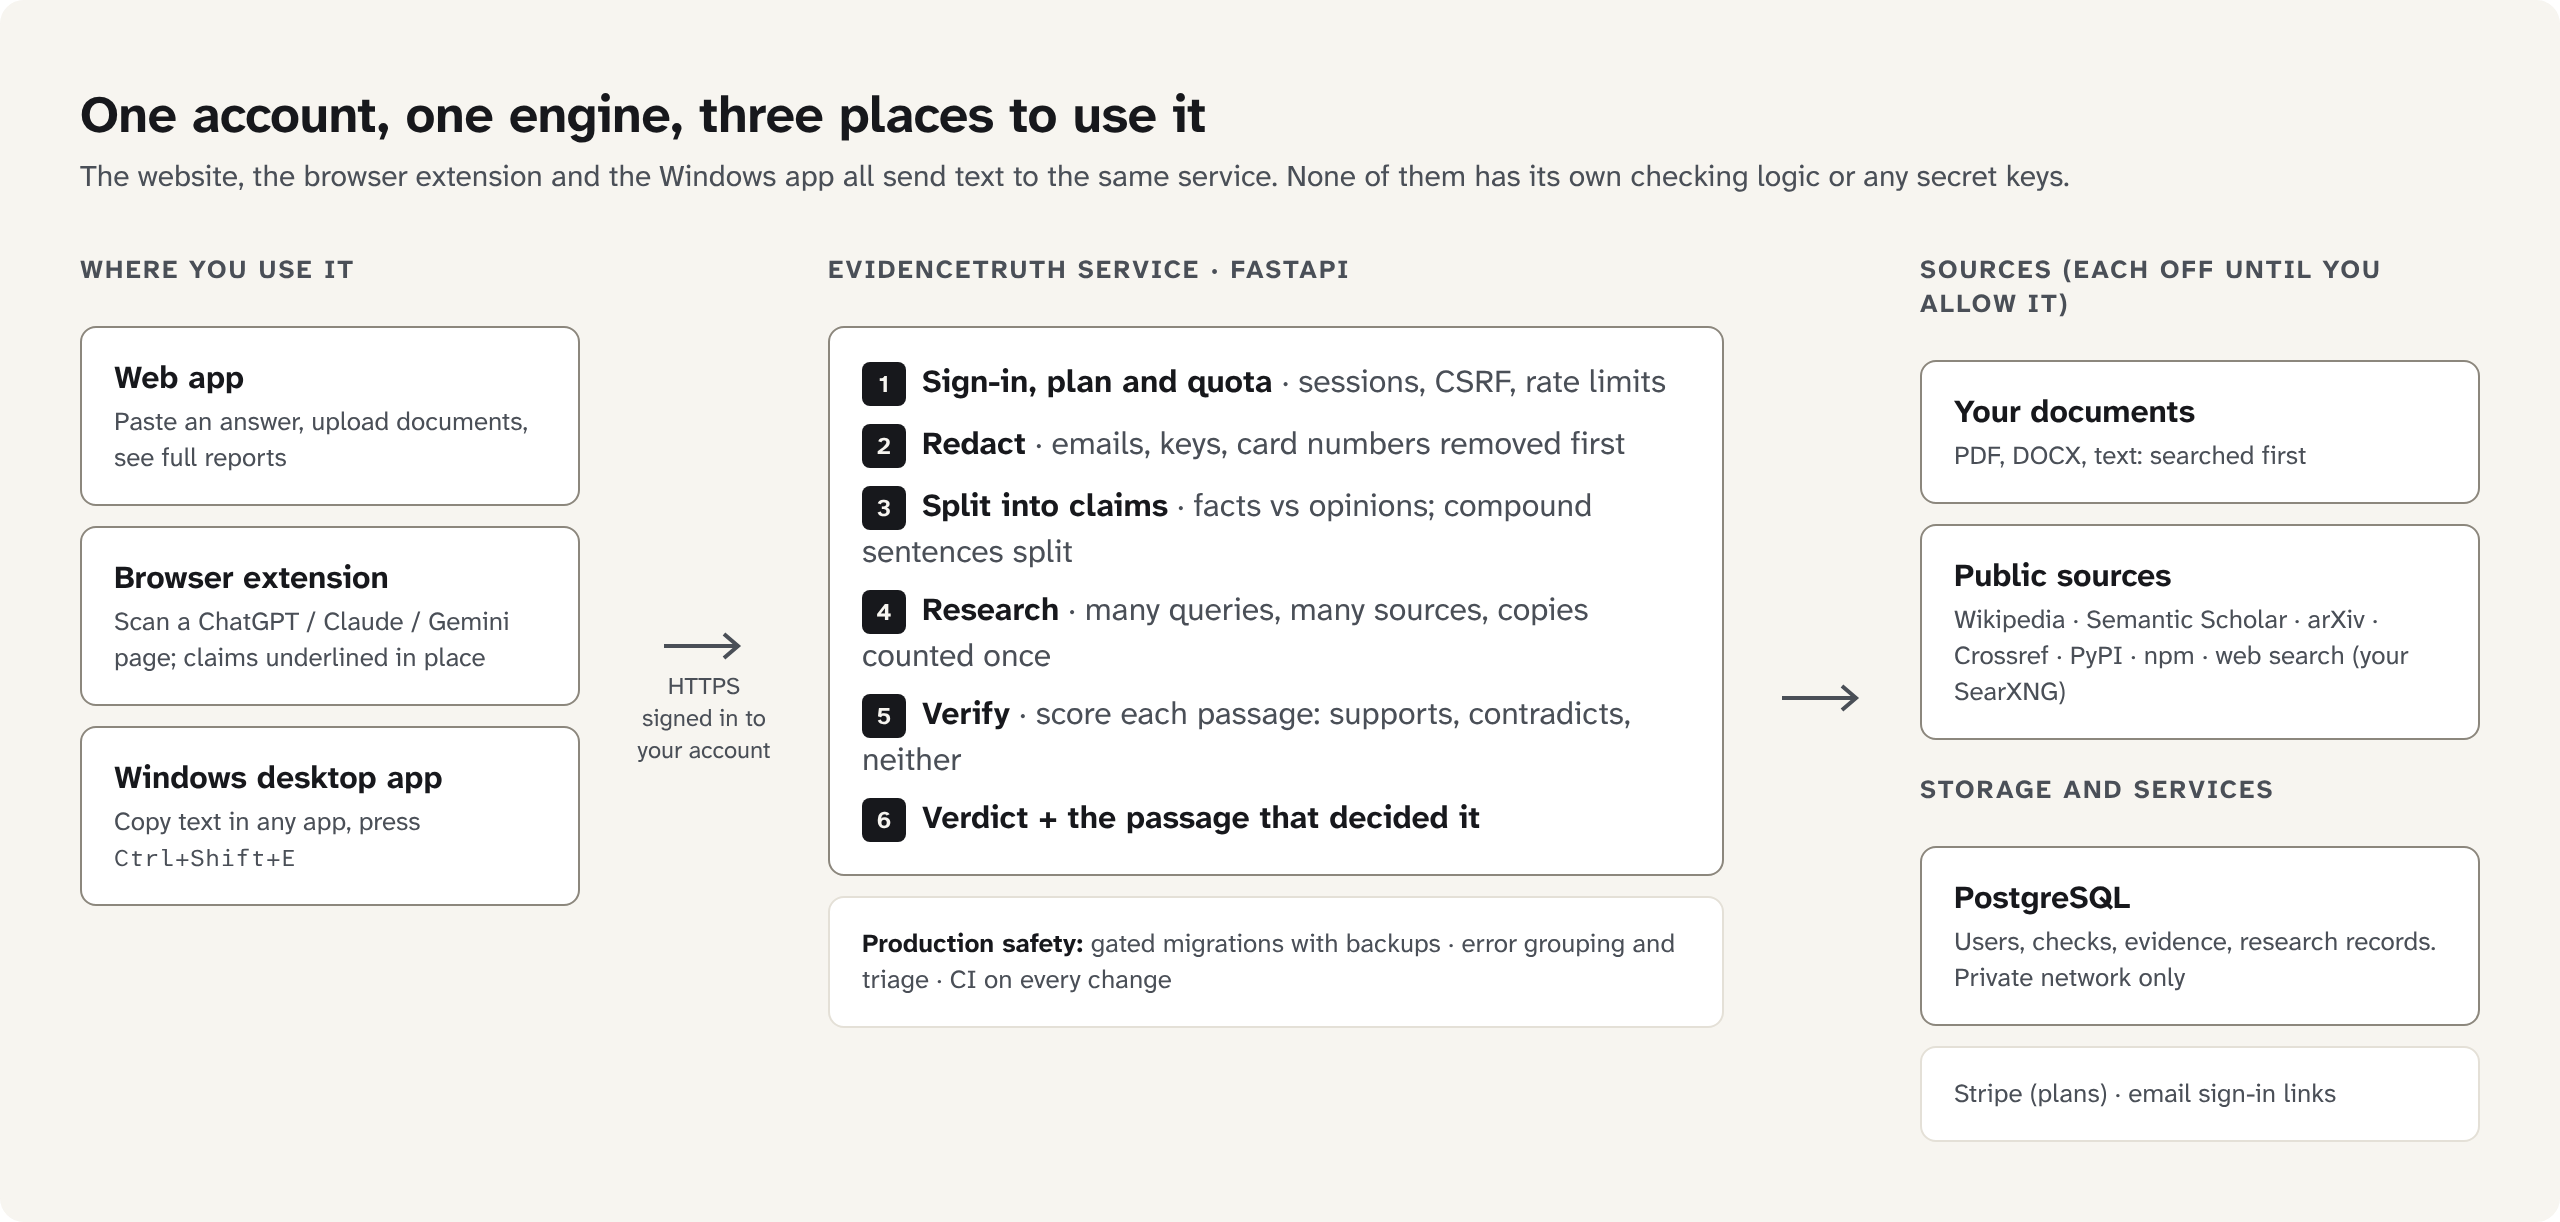 One account, one engine, three places to use it
The website, the browser extension and the Windows app all send text to the same service. None of them has its own checking logic or any secret keys.
WHERE YOU USE IT
Web app
Paste an answer, upload documents,
see full reports
Browser extension
Scan a ChatGPT / Claude / Gemini
page; claims underlined in place
Windows desktop app
Copy text in any app, press
Ctrl+Shift+E
HTTPS
signed in to
your account
EVIDENCETRUTH SERVICE · FASTAPI
1 Sign-in, plan and quota · sessions, CSRF, rate limits
2 Redact · emails, keys, card numbers removed first
3 Split into claims · facts vs opinions; compound
sentences split
4 Research · many queries, many sources, copies
counted once
5 Verify · score each passage: supports, contradicts,
neither
6 Verdict + the passage that decided it
Production safety: gated migrations with backups · error grouping and
triage · CI on every change
SOURCES (EACH OFF UNTIL YOU
ALLOW IT)
Your documents
PDF, DOCX, text: searched first
Public sources
Wikipedia · Semantic Scholar · arXiv ·
Crossref · PyPI · npm · web search (your
SearXNG)
STORAGE AND SERVICES
PostgreSQL
Users, checks, evidence, research records.
Private network only
Stripe (plans) · email sign-in links